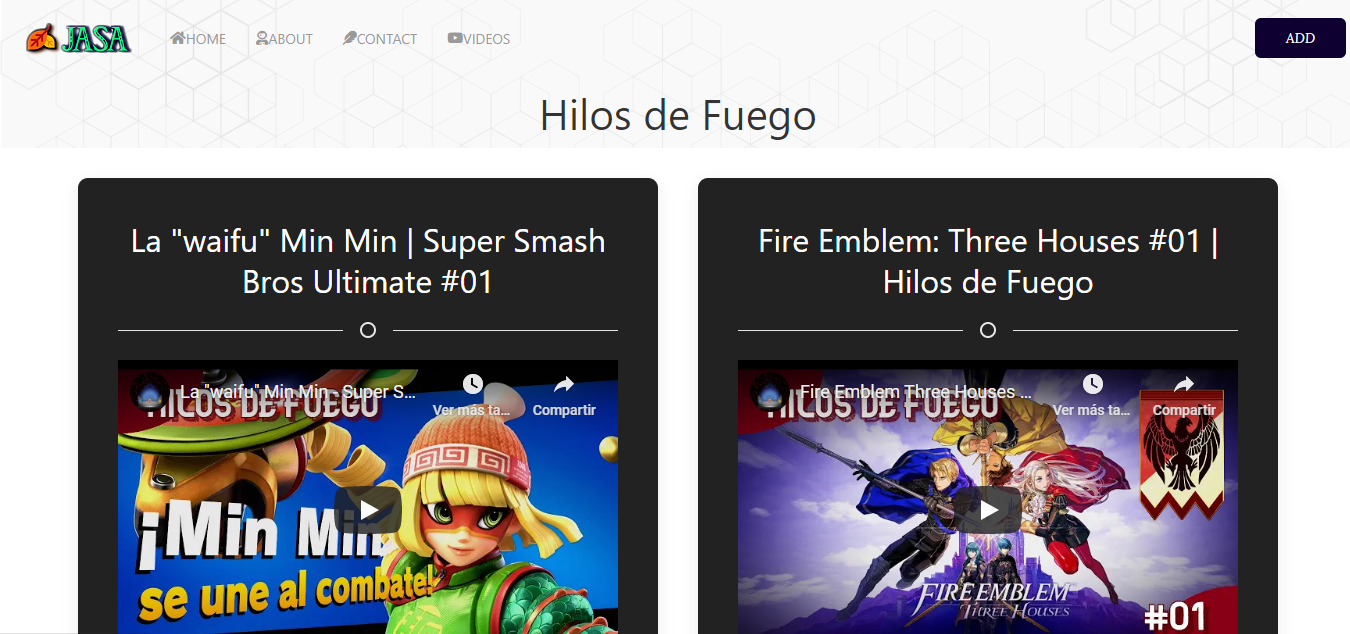 JASA
HOME
ABOUT
CONTACT
VIDEOS
ADD
Hilos de Fuego
La "waifu" Min Min | Super Smash
Bros Ultimate #01
La "waifu" Min Min - Super S...
Ver más ta...
Compartir
HILOS DE FUEGO
¡Min Min
se une al combate!
Fire Emblem: Three Houses #01 |
Hilos de Fuego
Fire Emblem Three Houses ...
Ver más ta...
Compartir
HILOS DE FUEGO
FIRE EMBLEM
THREE HOUSES
#01